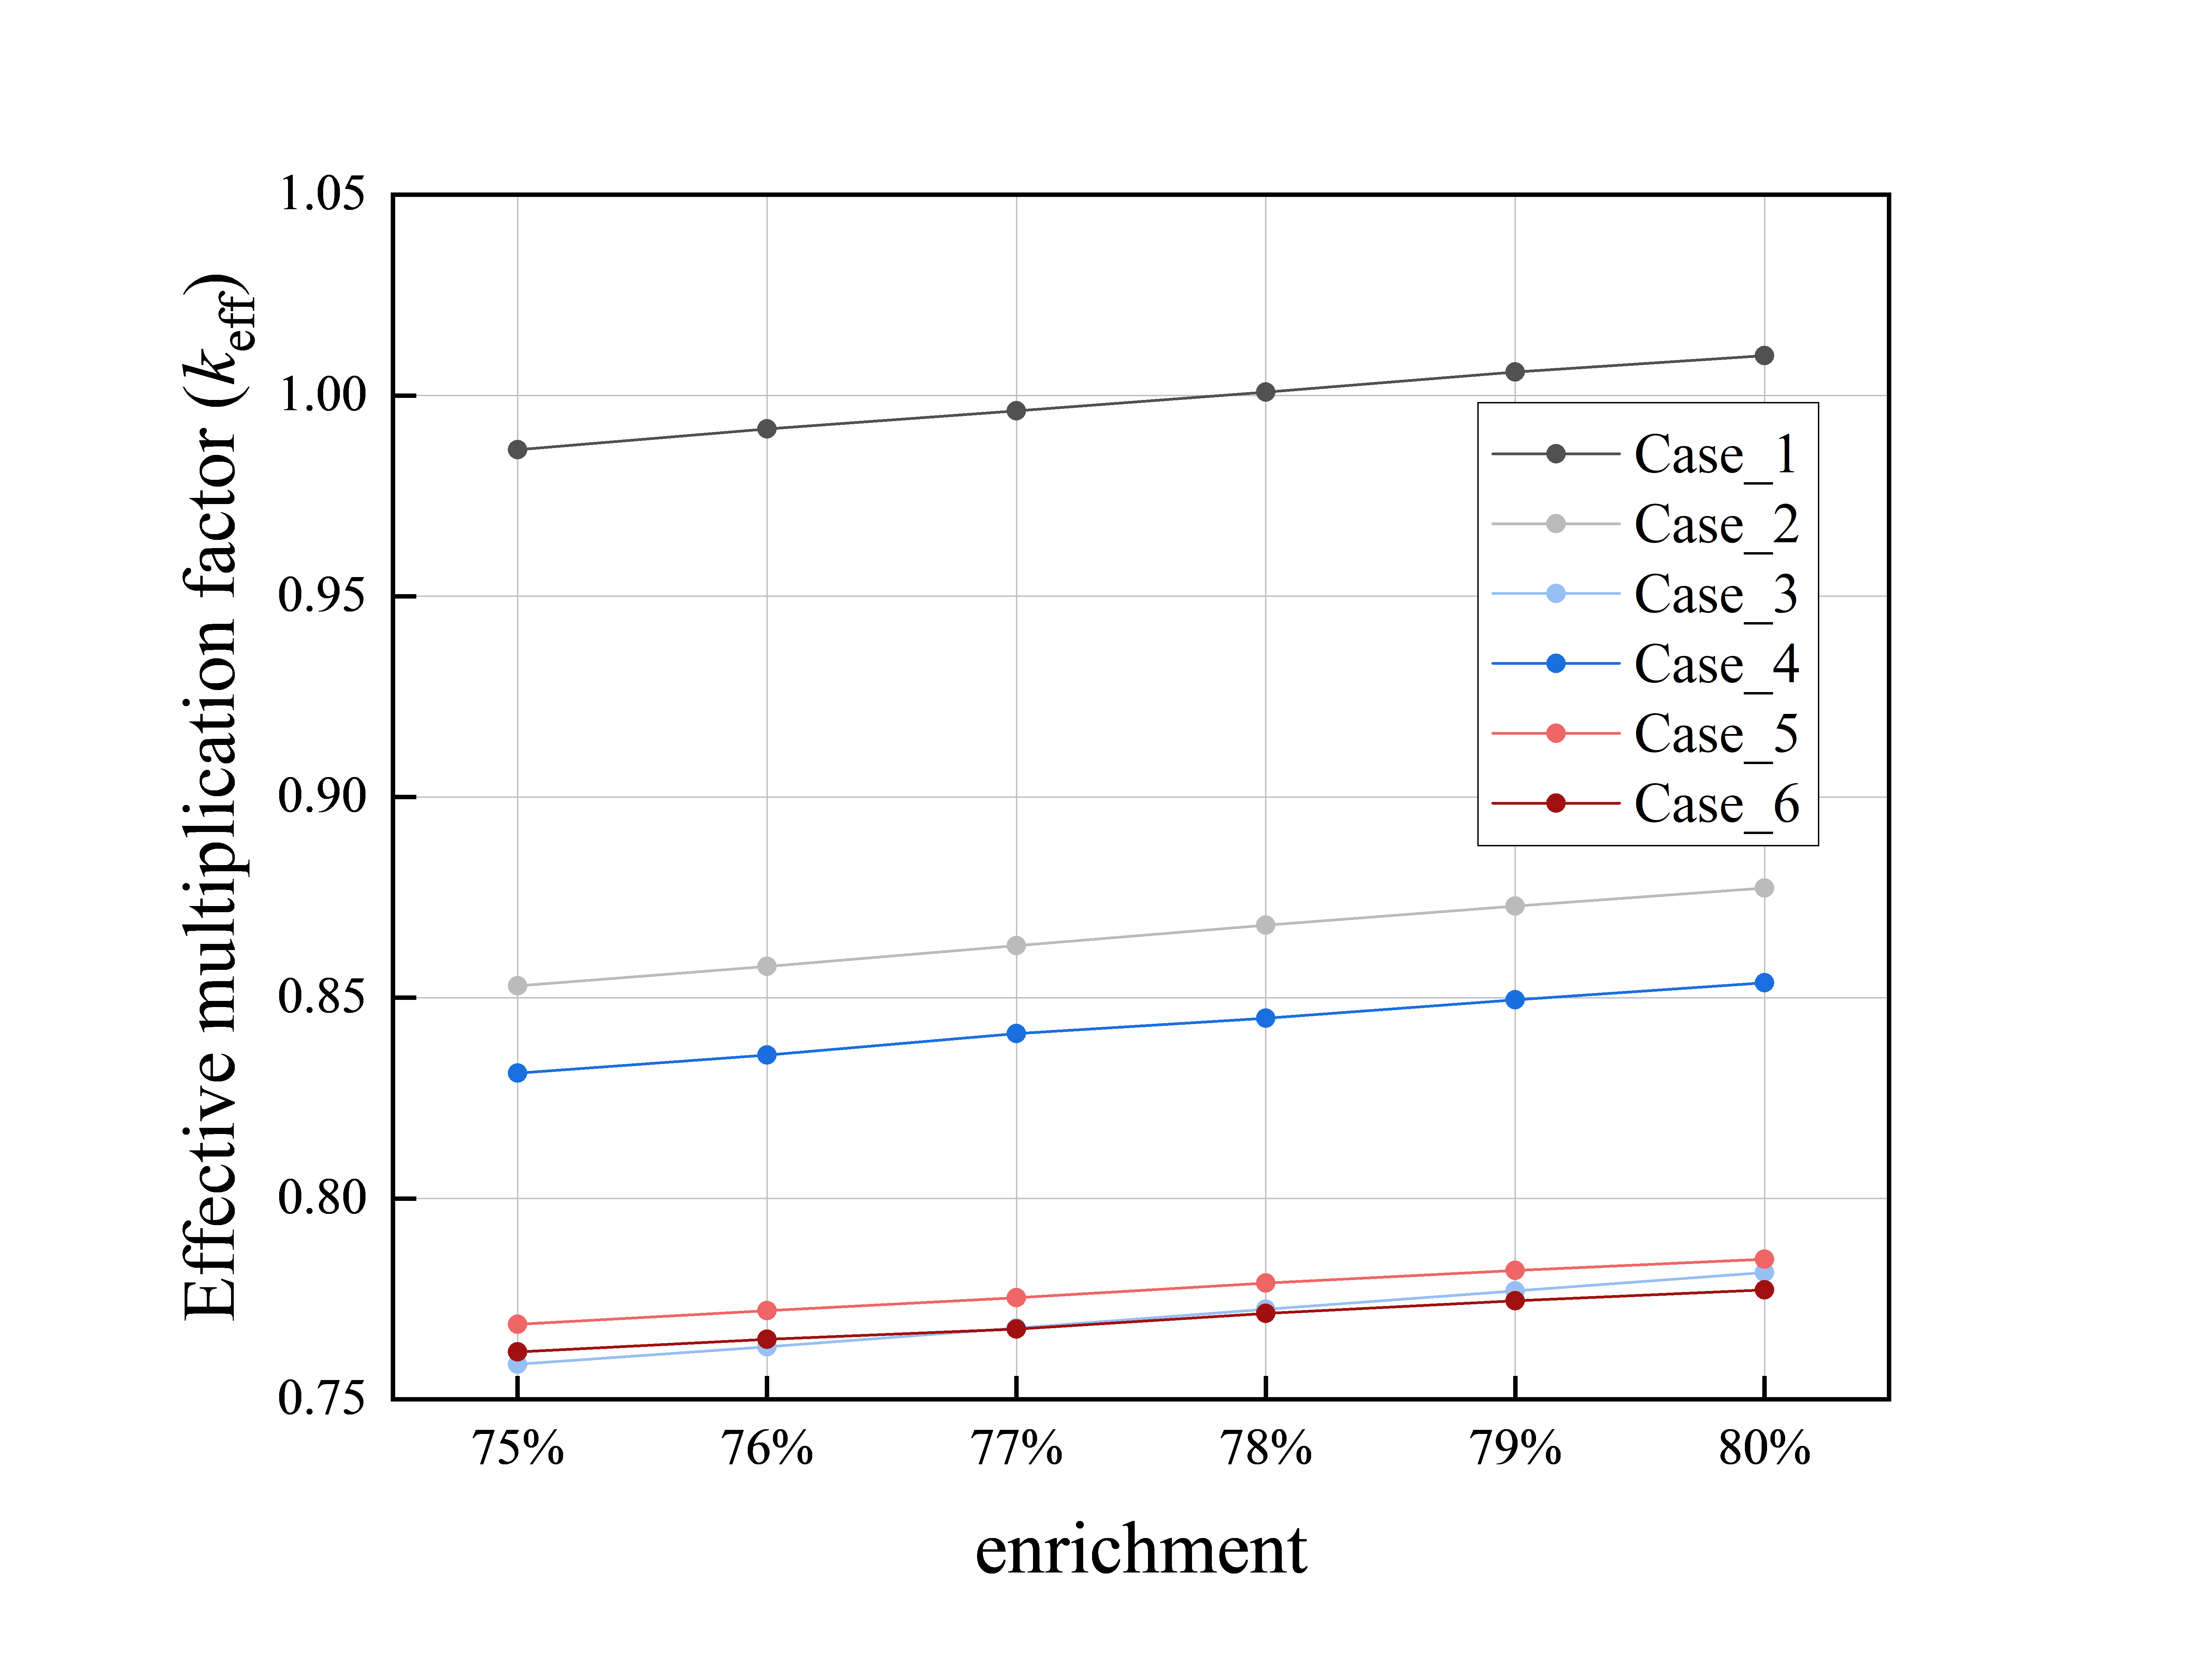 Effective multiplication factor (keff)
1.05
1.00
0.95
0.90
0.85
0.80
0.75
Case_1
Case_2
Case_3
Case_4
Case_5
Case_6
75% 76% 77% 78% 79% 80%
enrichment